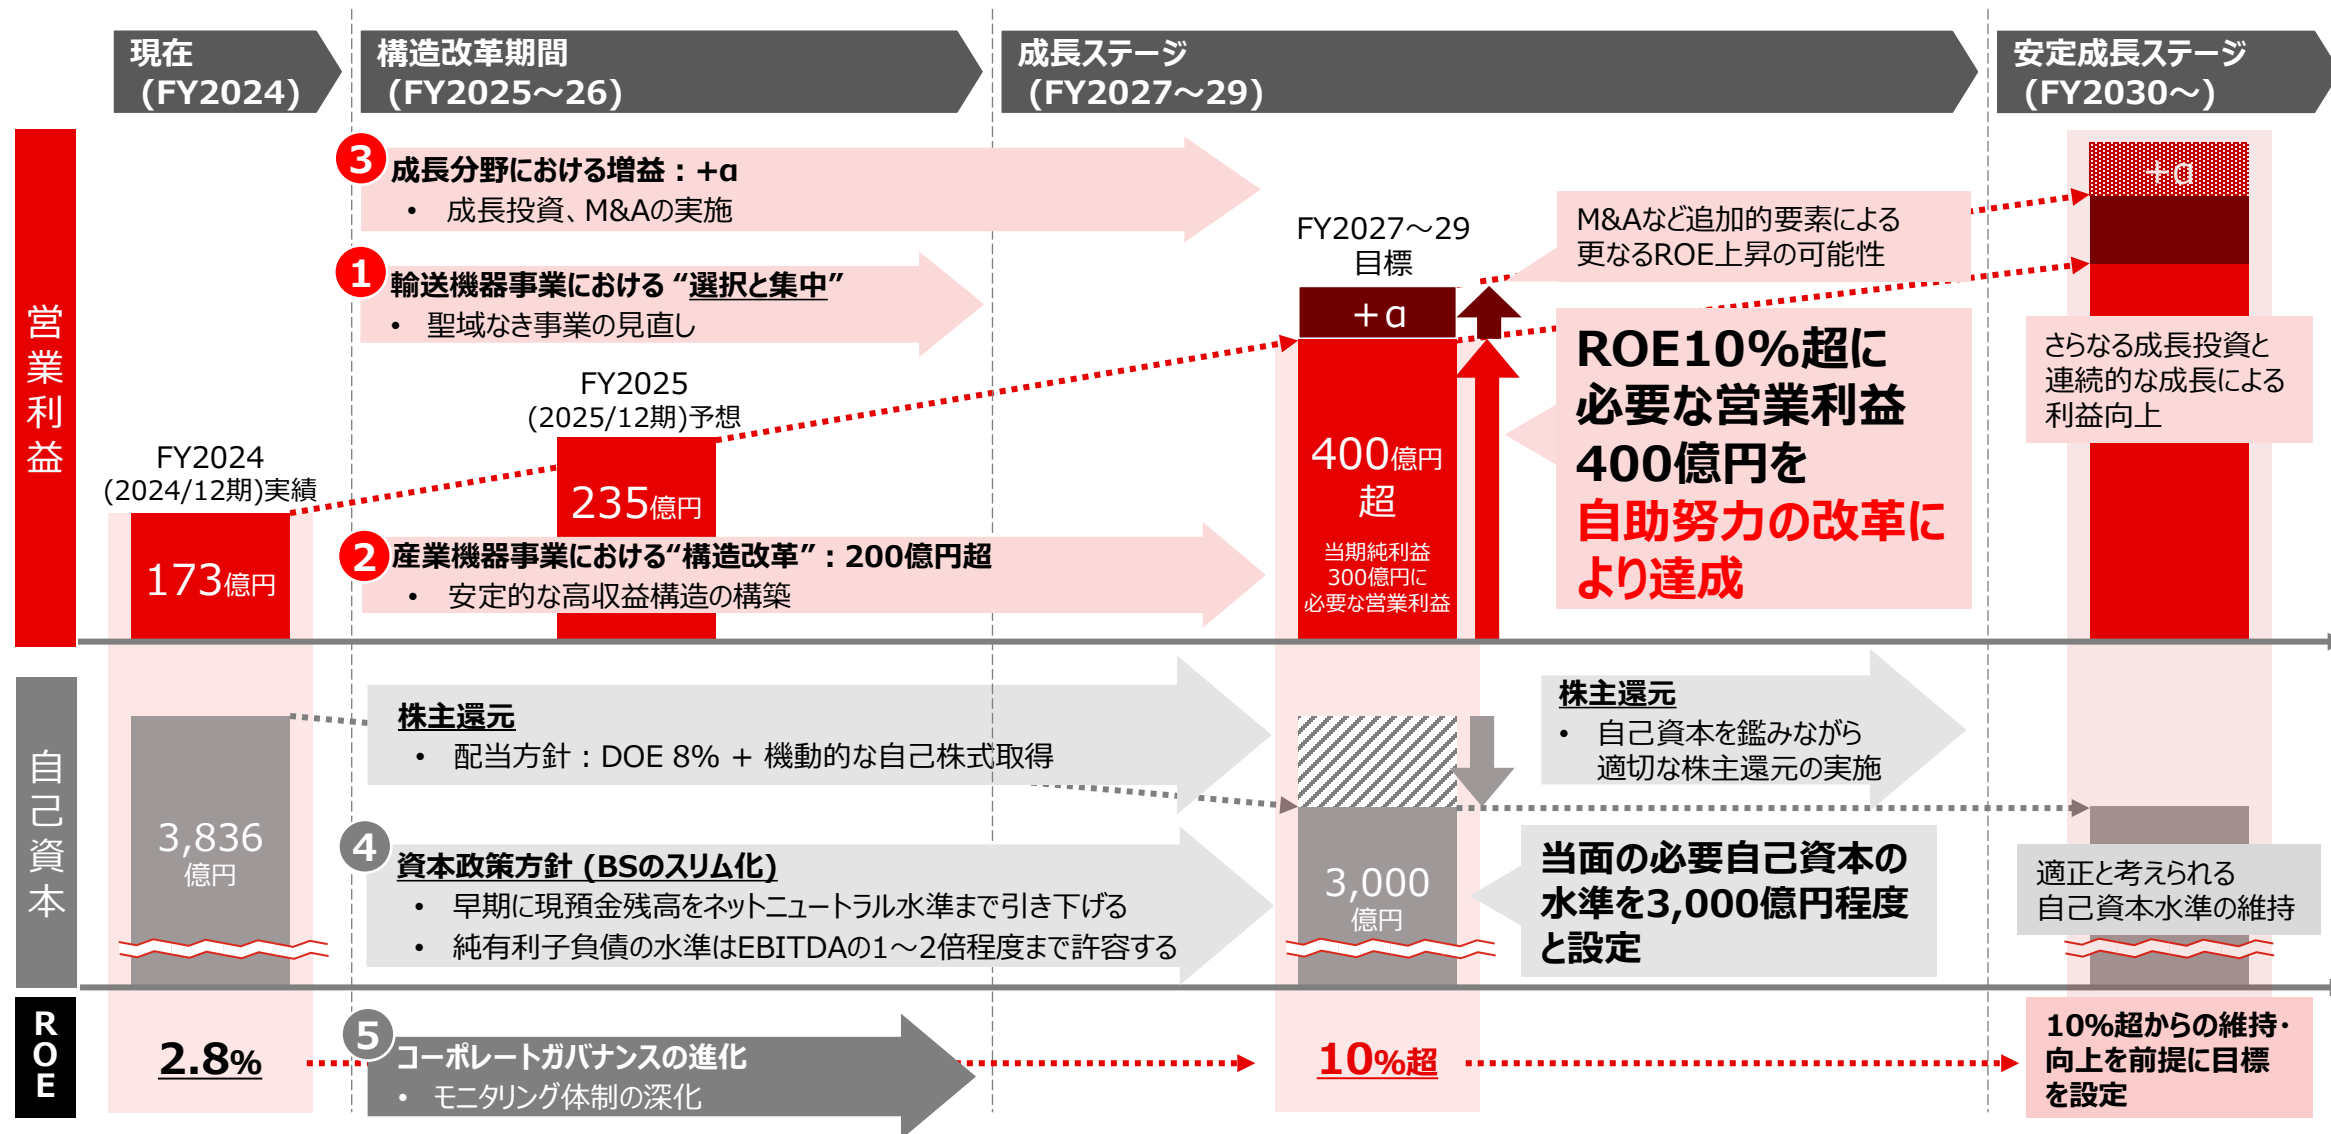 現在
(FY2024)
構造改革期間
(FY2025～26)
成長ステージ
(FY2027～29)
安定成長ステージ
(FY2030～)
営業利益
3
成長分野における増益：+α
• 成長投資、M&Aの実施
1
輸送機器事業における “選択と集中”
• 聖域なき事業の見直し
FY2024
(2024/12期)実績
173億円
FY2025
(2025/12期)予想
235億円
2
産業機器事業における“構造改革”：200億円超
• 安定的な高収益構造の構築
FY2027～29
目標
+α
400億円
超
当期純利益
300億円に
必要な営業利益
M&Aなど追加的要素による
更なるROE上昇の可能性
ROE10%超に
必要な営業利益
400億円を
自助努力の改革に
より達成
+α
さらなる成長投資と
連続的な成長による
利益向上
自己資本
3,836
億円
株主還元
• 配当方針：DOE 8% + 機動的な自己株式取得
4
資本政策方針 (BSのスリム化)
• 早期に現預金残高をネットニュートラル水準まで引き下げる
• 純有利子負債の水準はEBITDAの1～2倍程度まで許容する
3,000
億円
株主還元
• 自己資本を鑑みながら
適切な株主還元の実施
当面の必要自己資本の
水準を3,000億円程度
と設定
適正と考えられる
自己資本水準の維持
ROE
2.8%
5
コーポレートガバナンスの進化
• モニタリング体制の深化
10%超
10%超からの維持・
向上を前提に目標
を設定